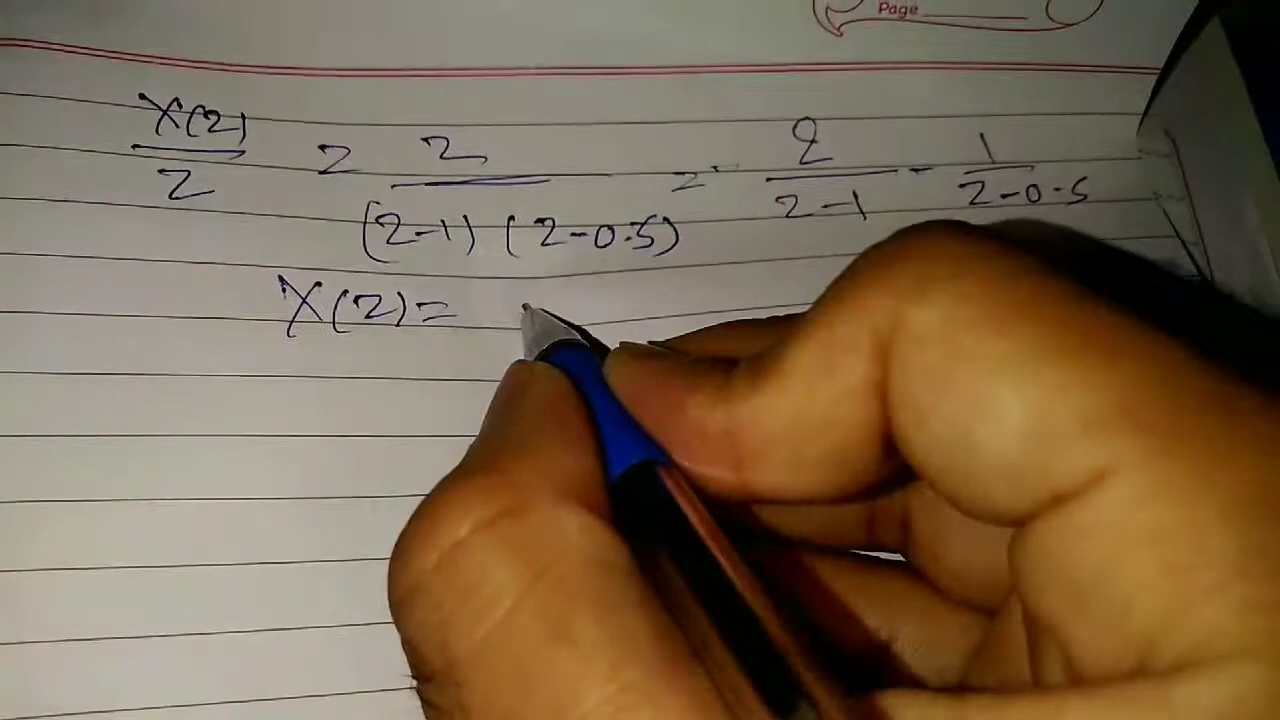 Page
X(z)/z = z/((z-1)(z-0.5)) = 2/(z-1) - 1/(z-0.5)
X(z) =